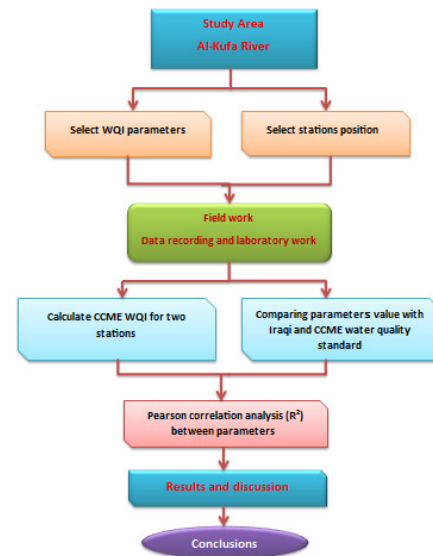 Study Area
Al-Kufa River
Select WQI parameters
Select stations position
Field work
Data recording and laboratory work
Calculate CCME WQI for two
stations
Comparing parameters value with
Iraqi and CCME water quality
standard
Pearson correlation analysis (R²)
between parameters
Results and discussion
Conclusions